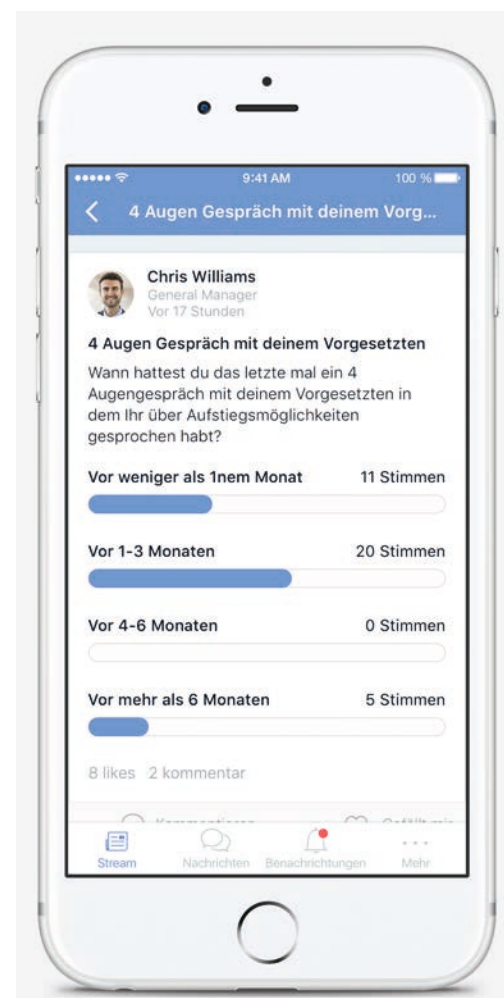 9:41 AM 100 %
4 Augen Gespräch mit deinem Vorg...
Chris Williams
General Manager
Vor 17 Stunden
4 Augen Gespräch mit deinem Vorgesetzten
Wann hattest du das letzte mal ein 4
Augengespräch mit deinem Vorgesetzten in
dem Ihr über Aufstiegsmöglichkeiten
gesprochen habt?
Vor weniger als 1nem Monat 11 Stimmen
Vor 1-3 Monaten 20 Stimmen
Vor 4-6 Monaten 0 Stimmen
Vor mehr als 6 Monaten 5 Stimmen
8 likes 2 kommentar
Kommentieren Gefällt mir
Stream Nachrichten Benachrichtungen Mehr